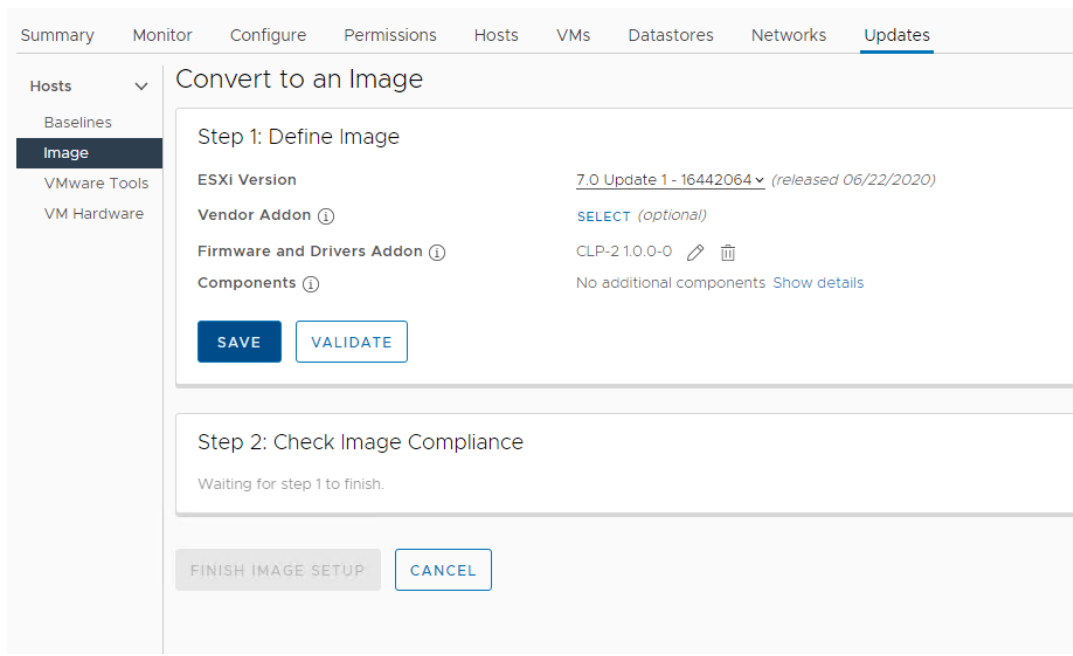 Summary Monitor Configure Permissions Hosts VMs Datastores Networks Updates
Hosts
Baselines
Image
VMware Tools
VM Hardware
Convert to an Image
Step 1: Define Image
ESXi Version 7.0 Update 1 - 16442064 (released 06/22/2020)
Vendor Addon SELECT (optional)
Firmware and Drivers Addon CLP-2 1.0.0-0
Components No additional components Show details
SAVE VALIDATE
Step 2: Check Image Compliance
Waiting for step 1 to finish.
FINISH IMAGE SETUP CANCEL